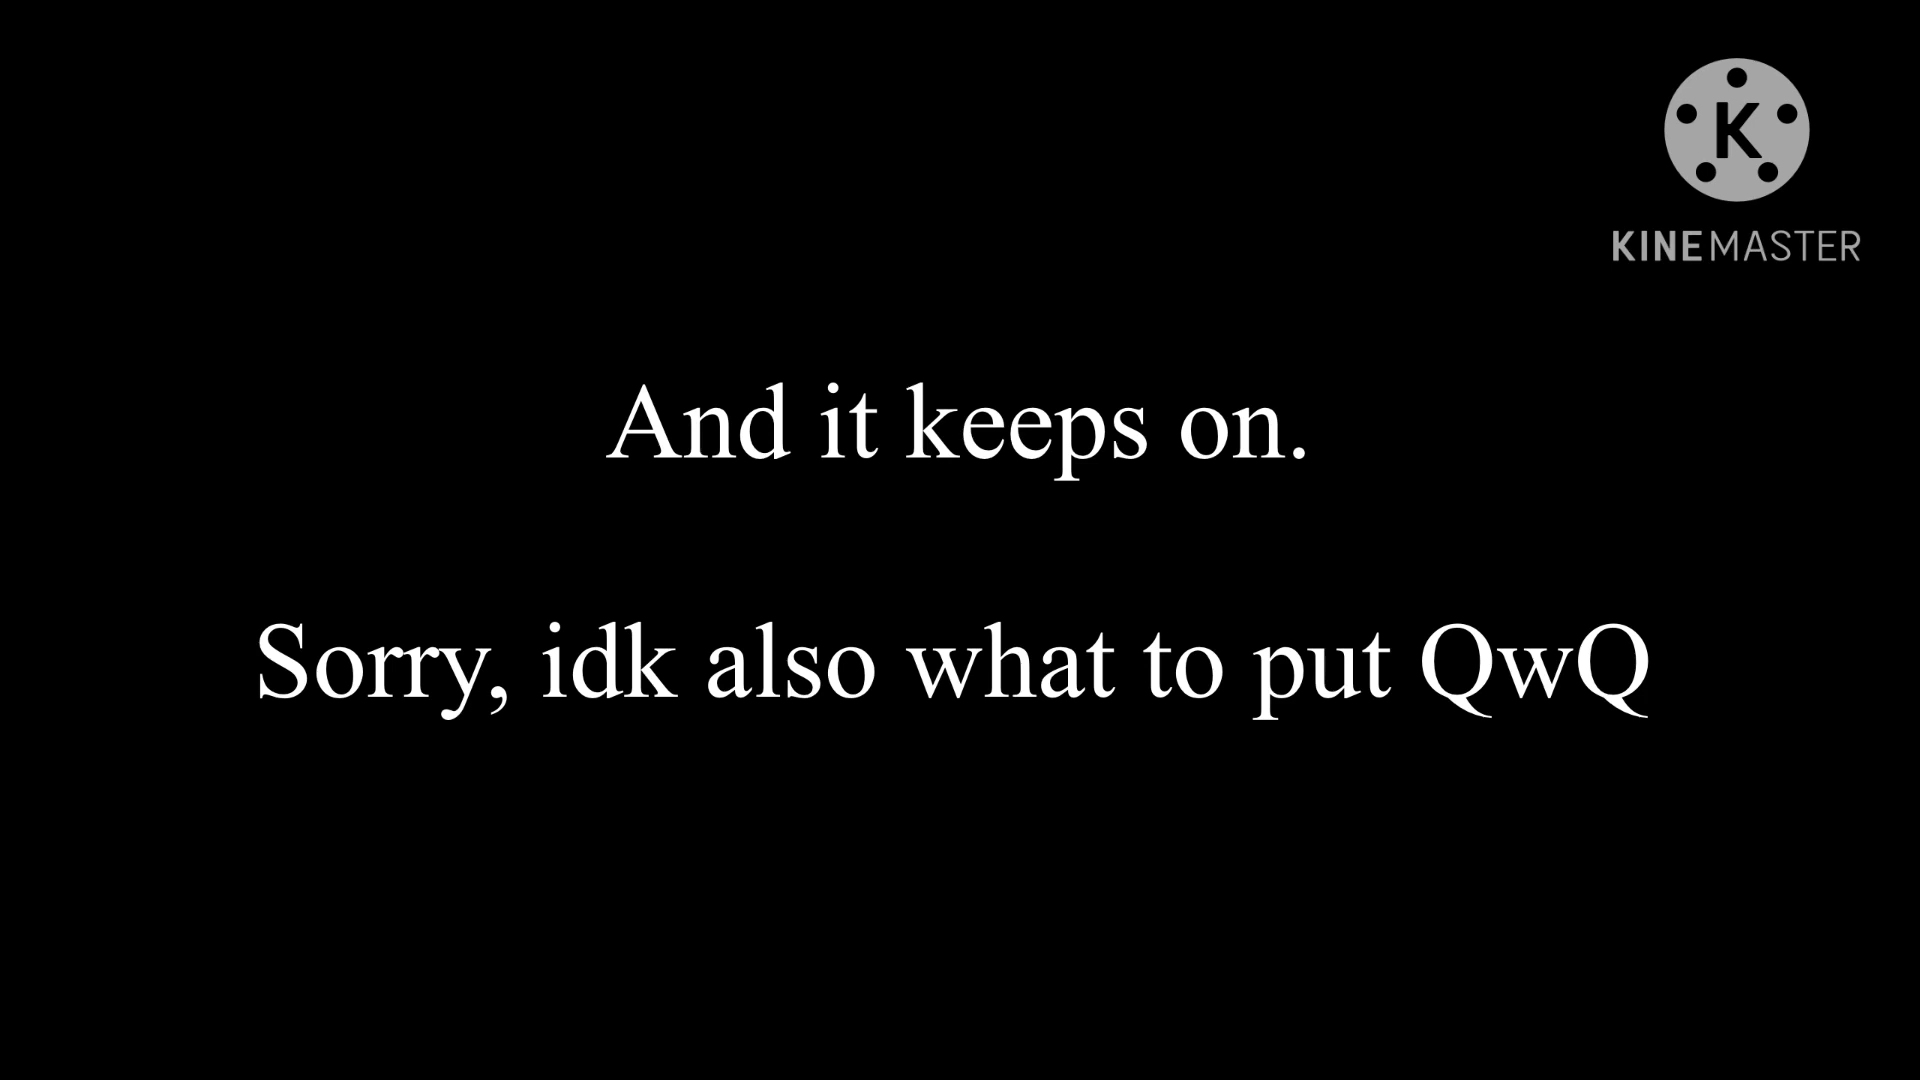 K
KINEMASTER
And it keeps on.
Sorry, idk also what to put QwQ